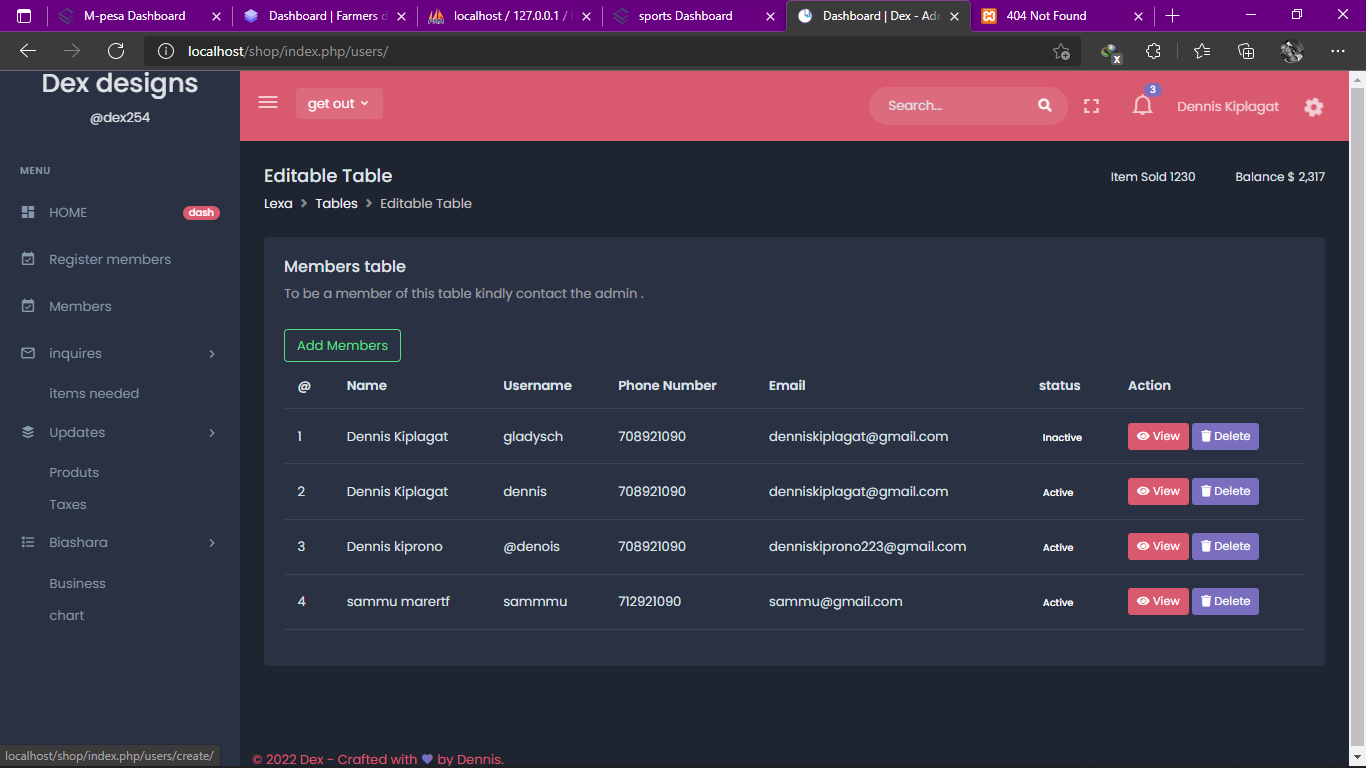 M-pesa Dashboard
Dashboard | Farmers d
localhost / 127.0.0.1 /
sports Dashboard
Dashboard | Dex - Adm
404 Not Found
localhost/shop/index.php/users/
x
Dex designs
@dex254
get out
Search...
3
Dennis Kiplagat
MENU
HOME
dash
Register members
Members
inquires
items needed
Updates
Produts
Taxes
Biashara
Business
chart
Editable Table
Item Sold 1230
Balance $ 2,317
Lexa > Tables > Editable Table
Members table
To be a member of this table kindly contact the admin .
Add Members
@ Name Username Phone Number Email status Action
1 Dennis Kiplagat gladysch 708921090 denniskiplagat@gmail.com Inactive View Delete
2 Dennis Kiplagat dennis 708921090 denniskiplagat@gmail.com Active View Delete
3 Dennis kiprono @denois 708921090 denniskiprono223@gmail.com Active View Delete
4 sammu marertf sammmu 712921090 sammu@gmail.com Active View Delete
localhost/shop/index.php/users/create/
© 2022 Dex - Crafted with by Dennis.